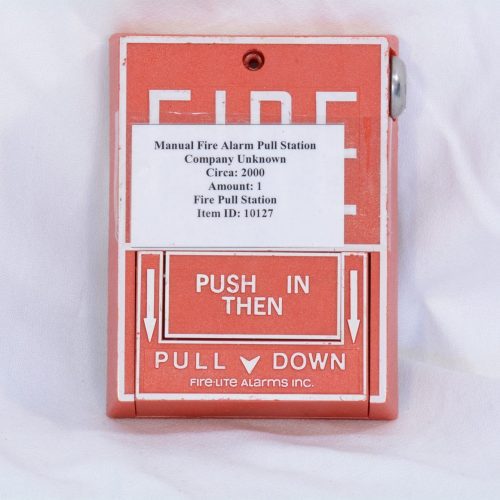 FIRE
Manual Fire Alarm Pull Station
Company Unknown
Circa: 2000
Amount: 1
Fire Pull Station
Item ID: 10127
PUSH IN
THEN
PULL DOWN
FIRE-LITE ALARMS INC.